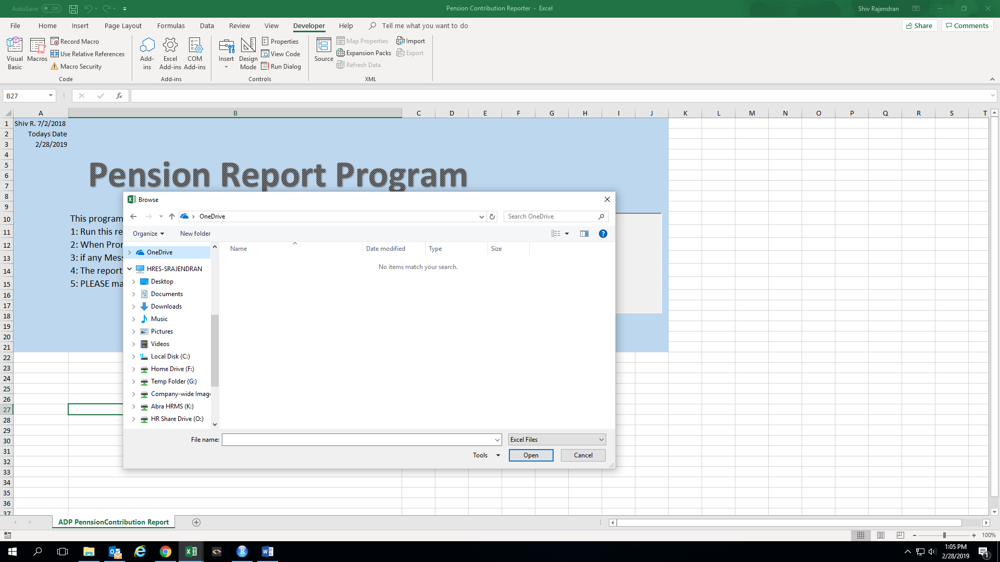 AutoSave Off
Pension Contribution Reporter - Excel
Shiv Rajendran
File Home Insert Page Layout Formulas Data Review View Developer Help Tell me what you want to do
Share Comments
Visual Basic
Macros
Record Macro
Use Relative References
Macro Security
Code
Add-ins
Excel Add-ins
COM Add-ins
Add-ins
Insert
Design Mode
Properties
View Code
Run Dialog
Controls
Source
Map Properties
Expansion Packs
Refresh Data
Import
Export
XML
B27
fx
A B C D E F G H I J K L M N O P Q R S T
1 Shiv R. 7/2/2018
2 Todays Date
3 2/28/2019
4
5
6
7
Pension Report Program
8
9
10 This program
11 1: Run this re
12 2: When Pror
13 3: if any Mess
14 4: The report
15 5: PLEASE ma
16
17
18
19
20
21
22
23
24
25
26
27
28
29
30
31
32
33
34
35
36
37
Browse
OneDrive
Search OneDrive
Organize New folder
Name Date modified Type Size
No items match your search.
OneDrive
HRES-SRAJENDRAN
Desktop
Documents
Downloads
Music
Pictures
Videos
Local Disk (C:)
Home Drive (F:)
Temp Folder (G:)
Company-wide Imag
Abra HRMS (K:)
HR Share Drive (O:)
File name:
Excel Files
Tools Open Cancel
ADP PennsionContribution Report
100%
1:05 PM
2/28/2019
1